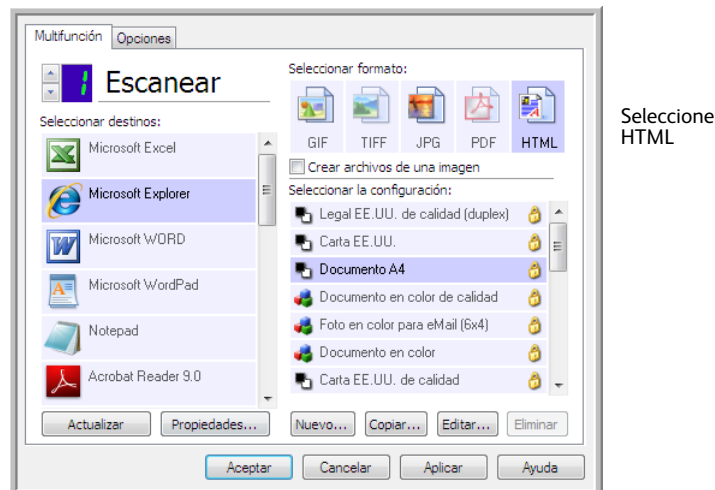 Multifunción
Opciones
1 Escanear
Seleccionar destinos:
Microsoft Excel
Microsoft Explorer
Microsoft WORD
Microsoft WordPad
Notepad
Acrobat Reader 9.0
Actualizar
Propiedades...
Seleccionar formato:
GIF
TIFF
JPG
PDF
HTML
Crear archivos de una imagen
Seleccionar la configuración:
Legal EE.UU. de calidad (duplex)
Carta EE.UU.
Documento A4
Documento en color de calidad
Foto en color para eMail (6x4)
Documento en color
Carta EE.UU. de calidad
Nuevo...
Copiar...
Editar...
Eliminar
Aceptar
Cancelar
Aplicar
Ayuda
Seleccione
HTML